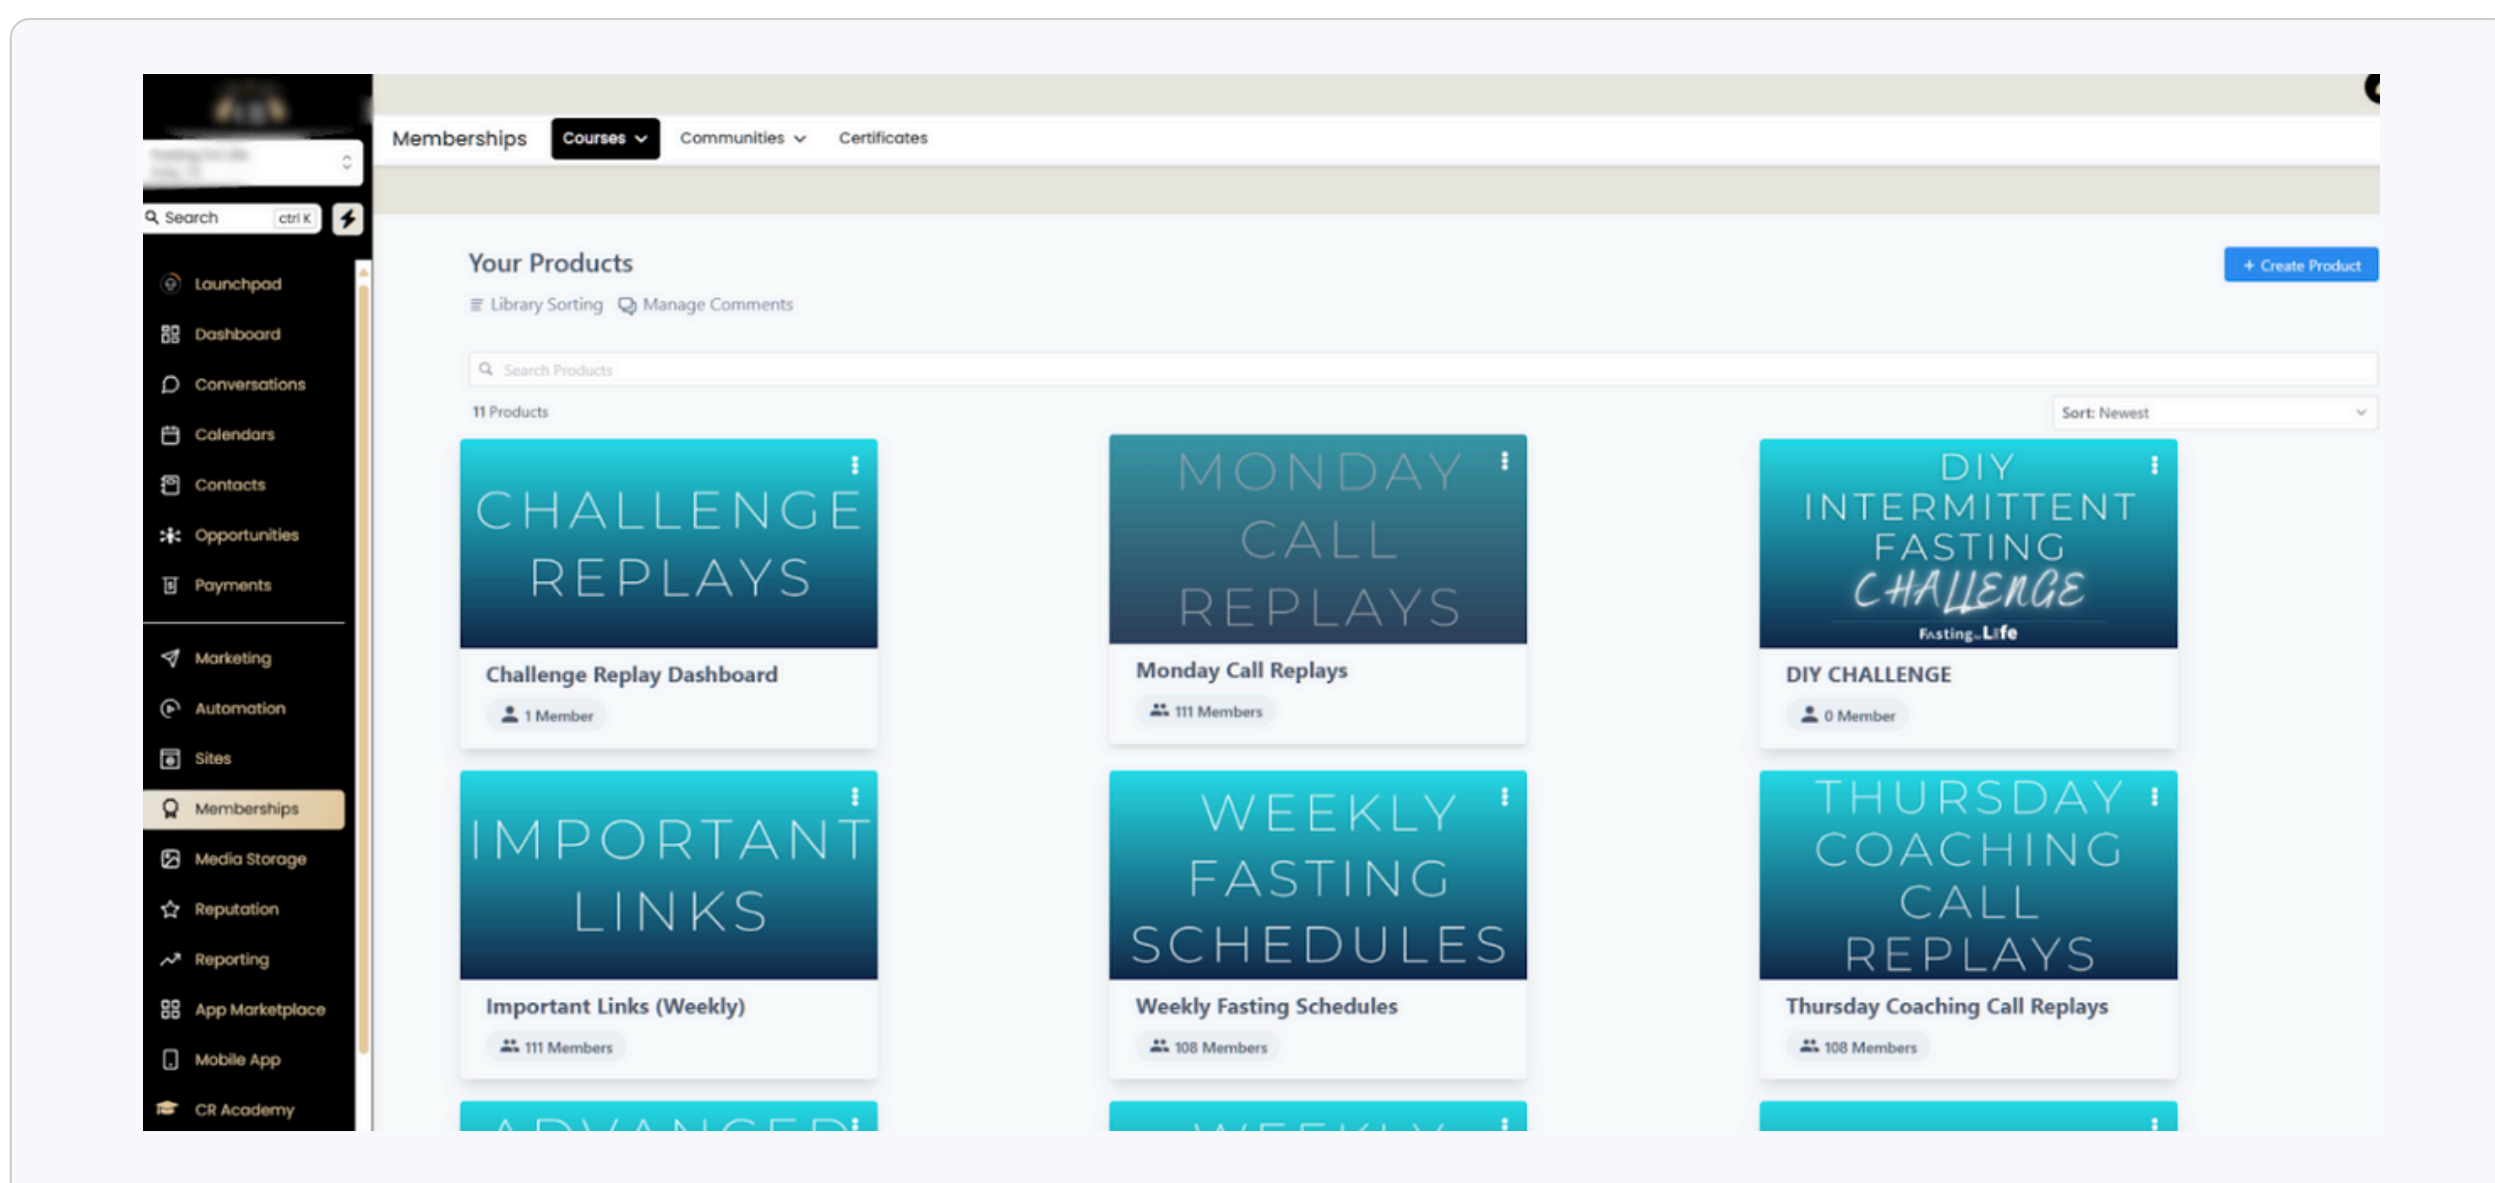 Memberships
Courses
Communities
Certificates
Search
ctrl K
Launchpad
Dashboard
Conversations
Calendars
Contacts
Opportunities
Payments
Marketing
Automation
Sites
Memberships
Media Storage
Reputation
Reporting
App Marketplace
Mobile App
CR Academy
Your Products
+ Create Product
Library Sorting
Manage Comments
Search Products
11 Products
Sort: Newest
CHALLENGE
REPLAYS
Challenge Replay Dashboard
1 Member
MONDAY
CALL
REPLAYS
Monday Call Replays
111 Members
DIY
INTERMITTENT
FASTING
CHALLENGE
Fasting for Life
DIY CHALLENGE
0 Member
IMPORTANT
LINKS
Important Links (Weekly)
111 Members
WEEKLY
FASTING
SCHEDULES
Weekly Fasting Schedules
108 Members
THURSDAY
COACHING
CALL
REPLAYS
Thursday Coaching Call Replays
108 Members
ADVANCED
WEEKLY